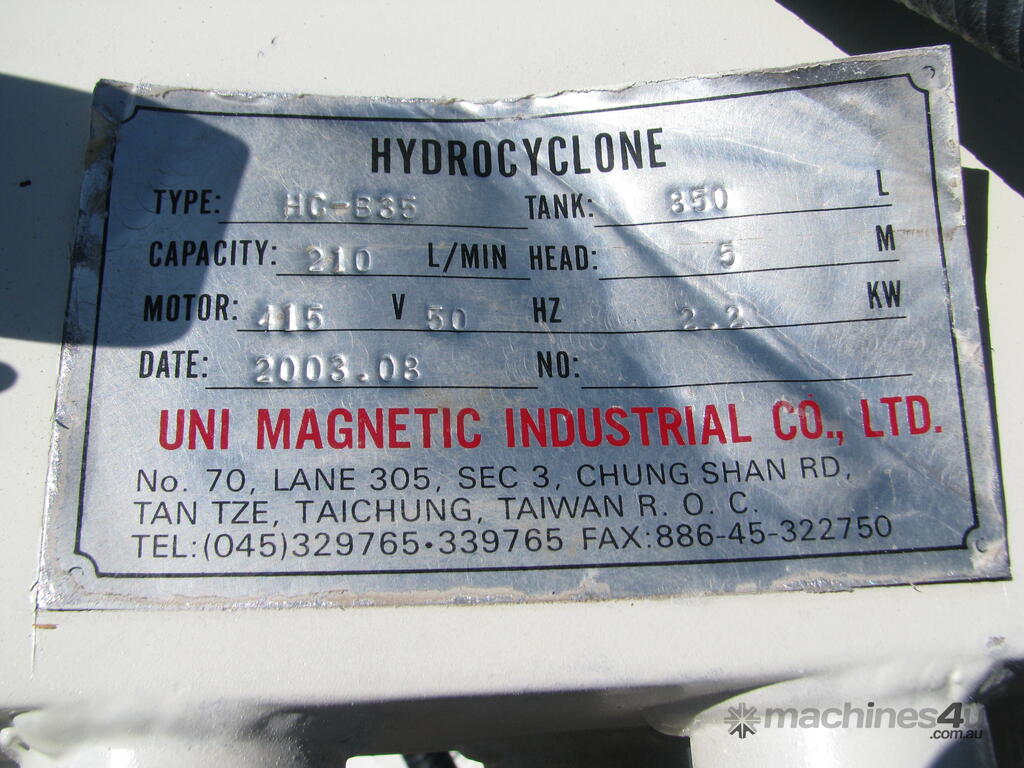 HYDROCYCLONE
TYPE: HC-B35 TANK: 350 L
CAPACITY: 210 L/MIN HEAD: 5 M
MOTOR: 415 V 50 HZ 2.2 KW
DATE: 2003.08 NO:
UNI MAGNETIC INDUSTRIAL CO., LTD.
No. 70, LANE 305, SEC 3, CHUNG SHAN RD,
TAN TZE, TAICHUNG, TAIWAN R. O. C.
TEL:(045)329765·339765 FAX:886-45-322750
machines4u
.com.au